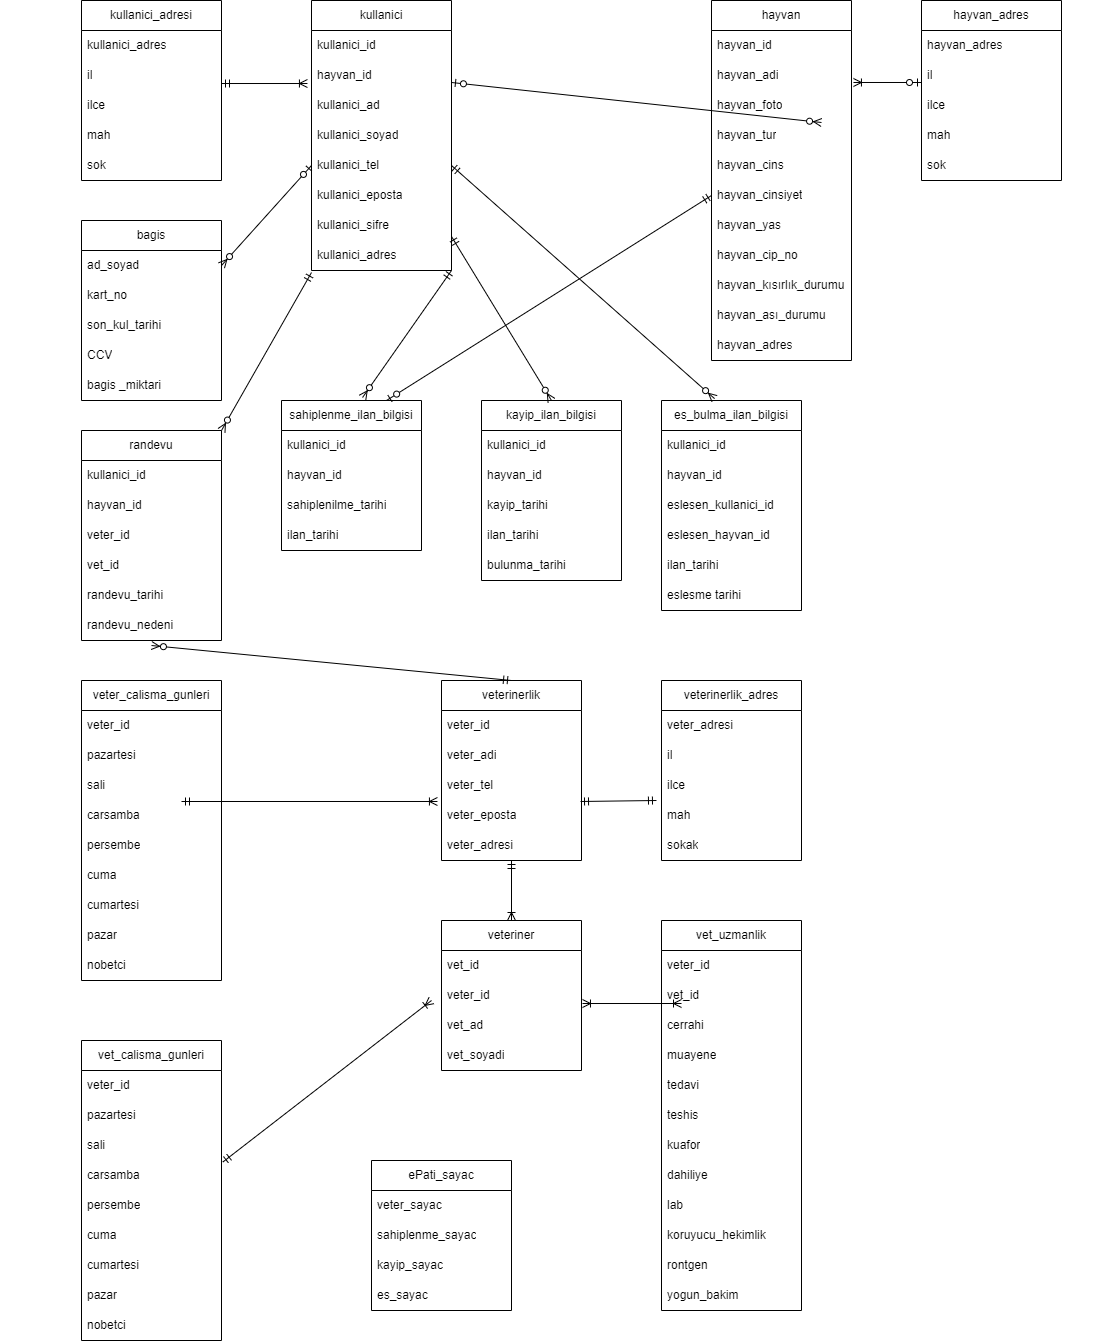 kullanici_adresi
kullanici_adres
il
ilce
mah
sok
kullanici
kullanici_id
hayvan_id
kullanici_ad
kullanici_soyad
kullanici_tel
kullanici_eposta
kullanici_sifre
kullanici_adres
hayvan
hayvan_id
hayvan_adi
hayvan_foto
hayvan_tur
hayvan_cins
hayvan_cinsiyet
hayvan_yas
hayvan_cip_no
hayvan_kısırlık_durumu
hayvan_ası_durumu
hayvan_adres
hayvan_adres
hayvan_adres
il
ilce
mah
sok
bagis
ad_soyad
kart_no
son_kul_tarihi
CCV
bagis _miktari
randevu
kullanici_id
hayvan_id
veter_id
vet_id
randevu_tarihi
randevu_nedeni
sahiplenme_ilan_bilgisi
kullanici_id
hayvan_id
sahiplenilme_tarihi
ilan_tarihi
kayip_ilan_bilgisi
kullanici_id
hayvan_id
kayip_tarihi
ilan_tarihi
bulunma_tarihi
es_bulma_ilan_bilgisi
kullanici_id
hayvan_id
eslesen_kullanici_id
eslesen_hayvan_id
ilan_tarihi
eslesme tarihi
veter_calisma_gunleri
veter_id
pazartesi
sali
carsamba
persembe
cuma
cumartesi
pazar
nobetci
veterinerlik
veter_id
veter_adi
veter_tel
veter_eposta
veter_adresi
veterinerlik_adres
veter_adresi
il
ilce
mah
sokak
veteriner
vet_id
veter_id
vet_ad
vet_soyadi
vet_uzmanlik
veter_id
vet_id
cerrahi
muayene
tedavi
teshis
kuafor
dahiliye
lab
koruyucu_hekimlik
rontgen
yogun_bakim
vet_calisma_gunleri
veter_id
pazartesi
sali
carsamba
persembe
cuma
cumartesi
pazar
nobetci
ePati_sayac
veter_sayac
sahiplenme_sayac
kayip_sayac
es_sayac